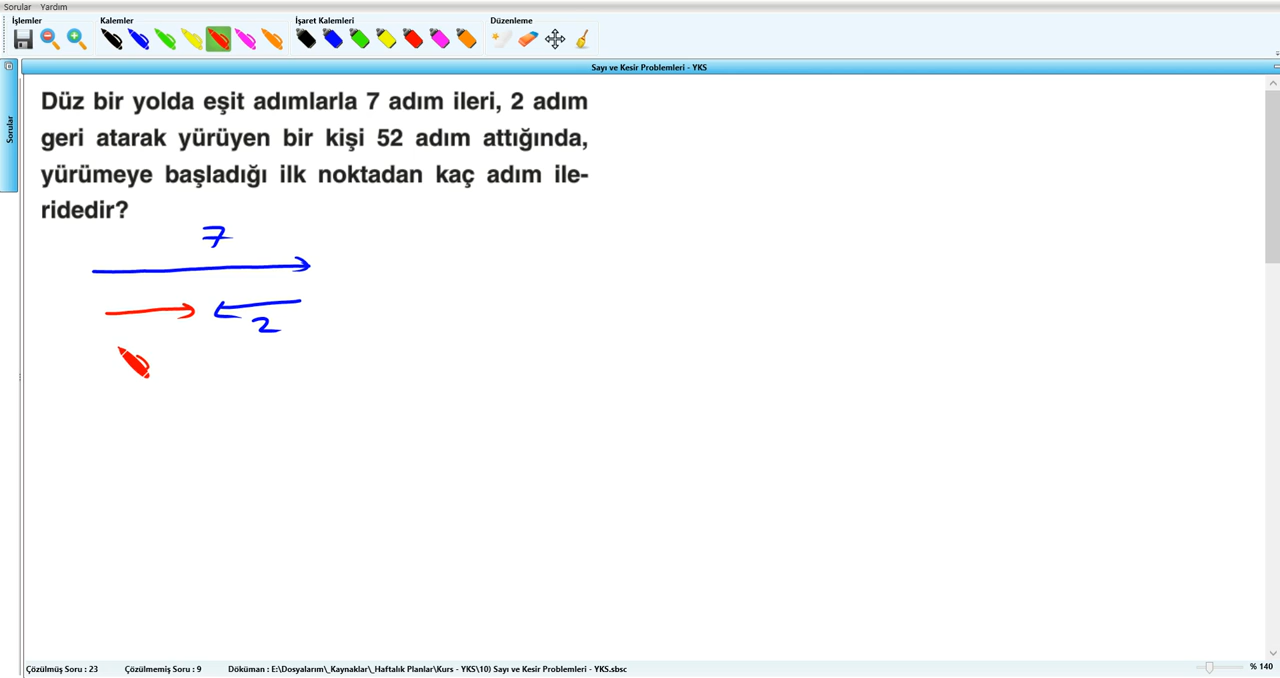 Sorular Yardım
İşlemler Kalemler İşaret Kalemleri Düzenleme
Sayı ve Kesir Problemleri - YKS
Sorular
Düz bir yolda eşit adımlarla 7 adım ileri, 2 adım
geri atarak yürüyen bir kişi 52 adım attığında,
yürümeye başladığı ilk noktadan kaç adım ile-
ridedir?
7
2
Çözülmüş Soru : 23 Çözülmemiş Soru : 9 Döküman : E:\Dosyalarım\_Kaynaklar\_Haftalık Planlar\Kurs - YKS\10) Sayı ve Kesir Problemleri - YKS.sbsc % 140